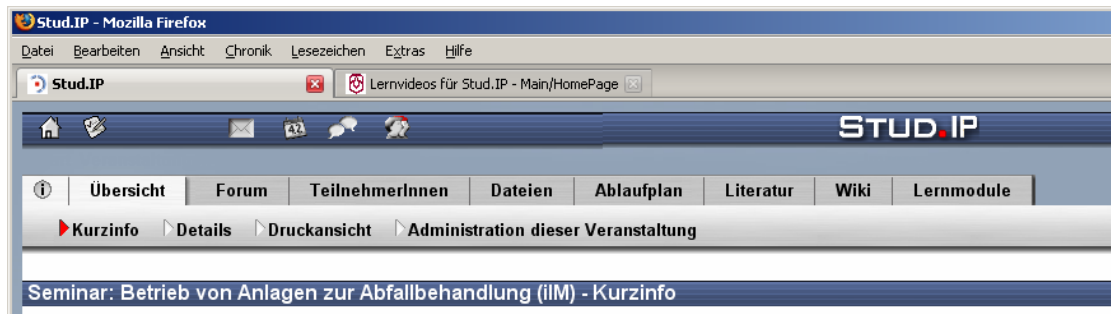 Stud.IP - Mozilla Firefox
Datei Bearbeiten Ansicht Chronik Lesezeichen Extras Hilfe
Stud.IP Lernvideos für Stud.IP - Main/HomePage
42 STUD.IP
i Übersicht Forum TeilnehmerInnen Dateien Ablaufplan Literatur Wiki Lernmodule
Kurzinfo Details Druckansicht Administration dieser Veranstaltung
Seminar: Betrieb von Anlagen zur Abfallbehandlung (ilM) - Kurzinfo